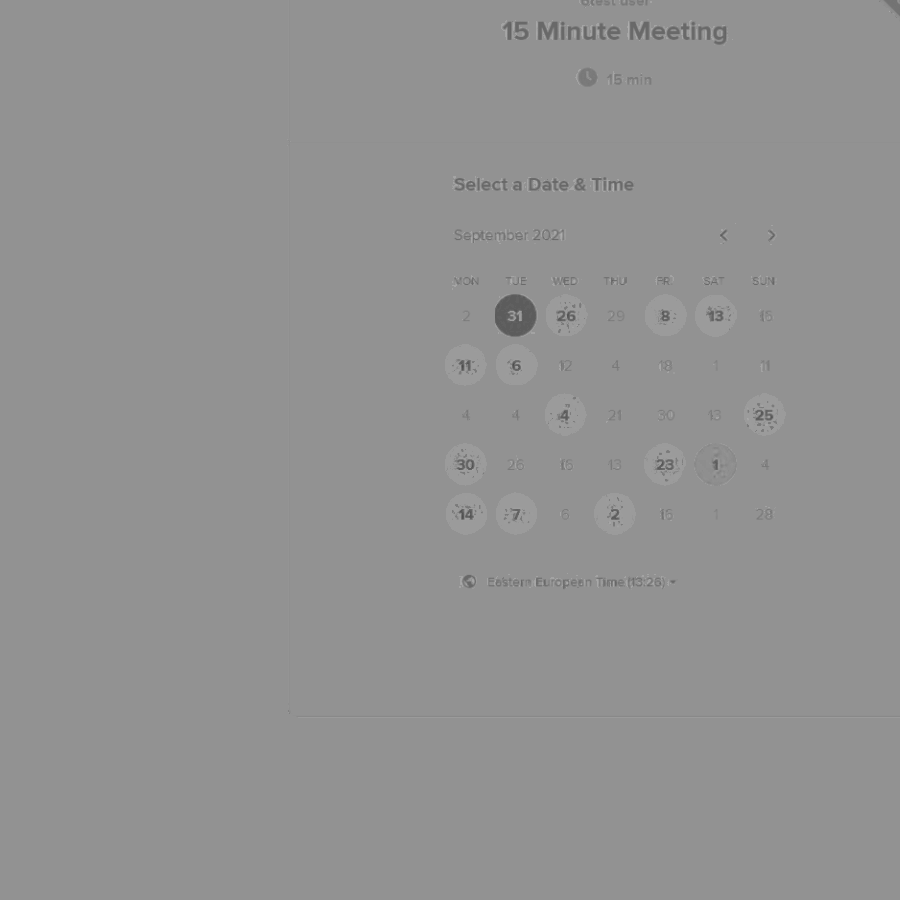 15 Minute Meeting
15 min
Select a Date & Time
September 2021
MON TUE WED THU FRI SAT SUN
2 31 26 29 8 13 15
11 6 12 4 18 1 11
4 4 4 21 30 13 25
30 26 15 13 23 1 4
14 7 6 2 15 1 28
Eastern European Time (13:26)